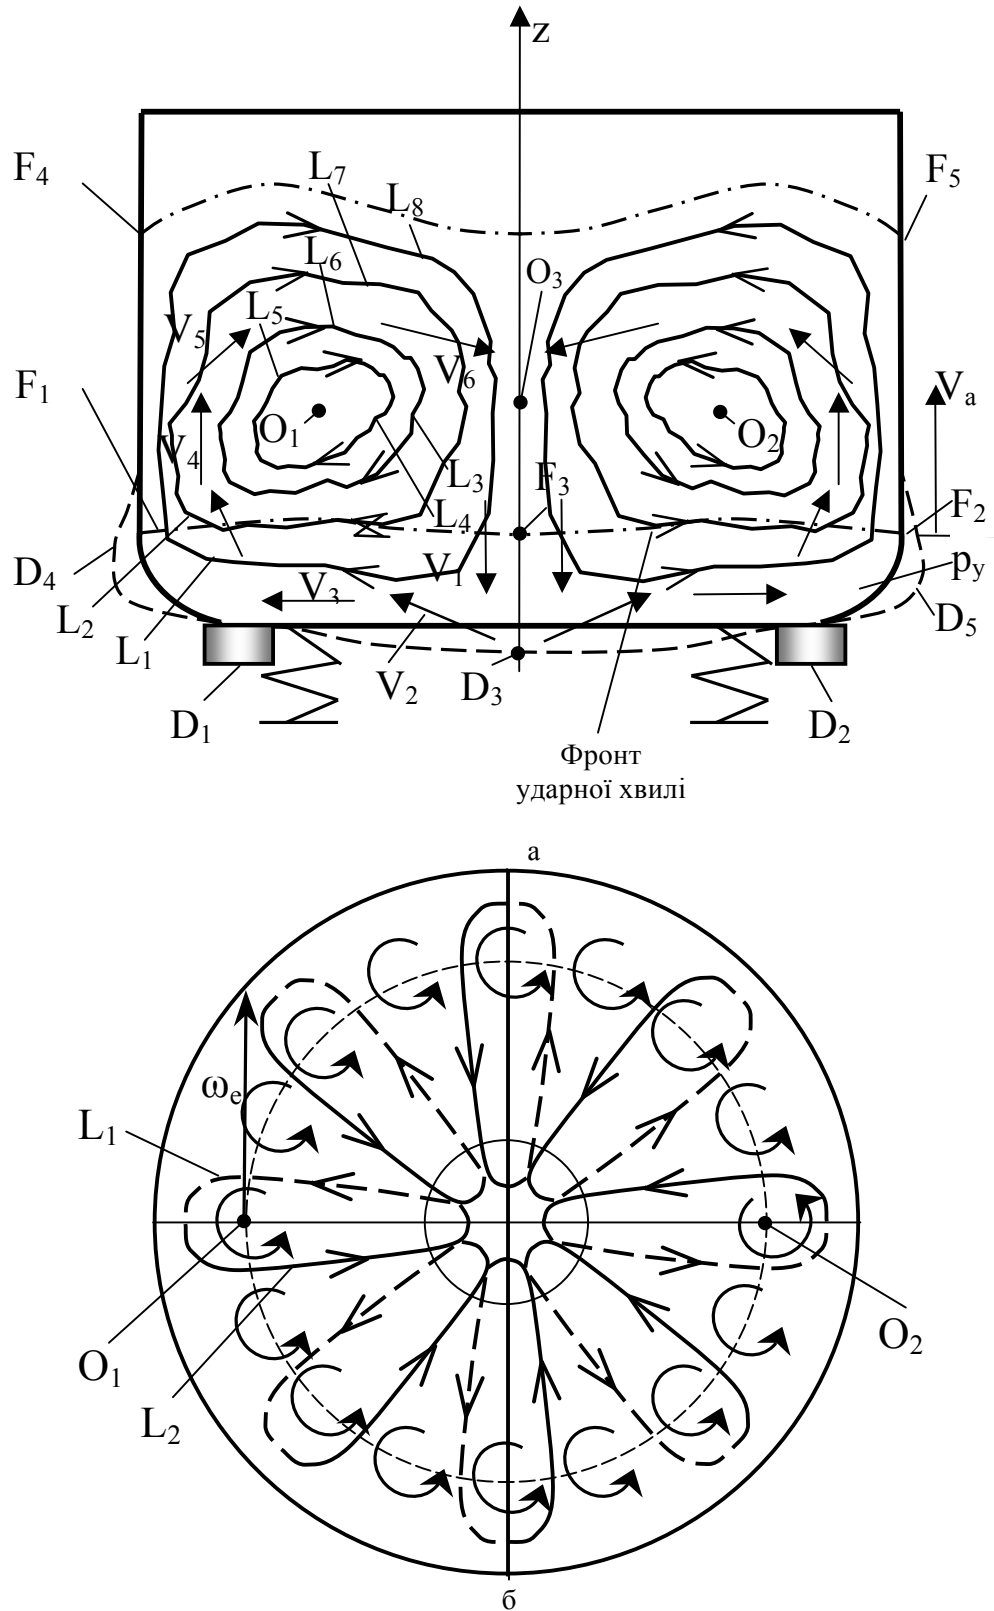 z
F₄
L₇
F₅
L₈
L₆
O₃
L₅
V₅
F₁
V₆
Vₐ
O₁
O₂
V₄
L₃
F₃
L₄
F₂
D₄
V₁
pᵧ
V₃
L₂
D₅
L₁
V₂
D₃
D₁
D₂
Фронт
ударної хвилі
а
ωₑ
L₁
O₂
O₁
L₂
б